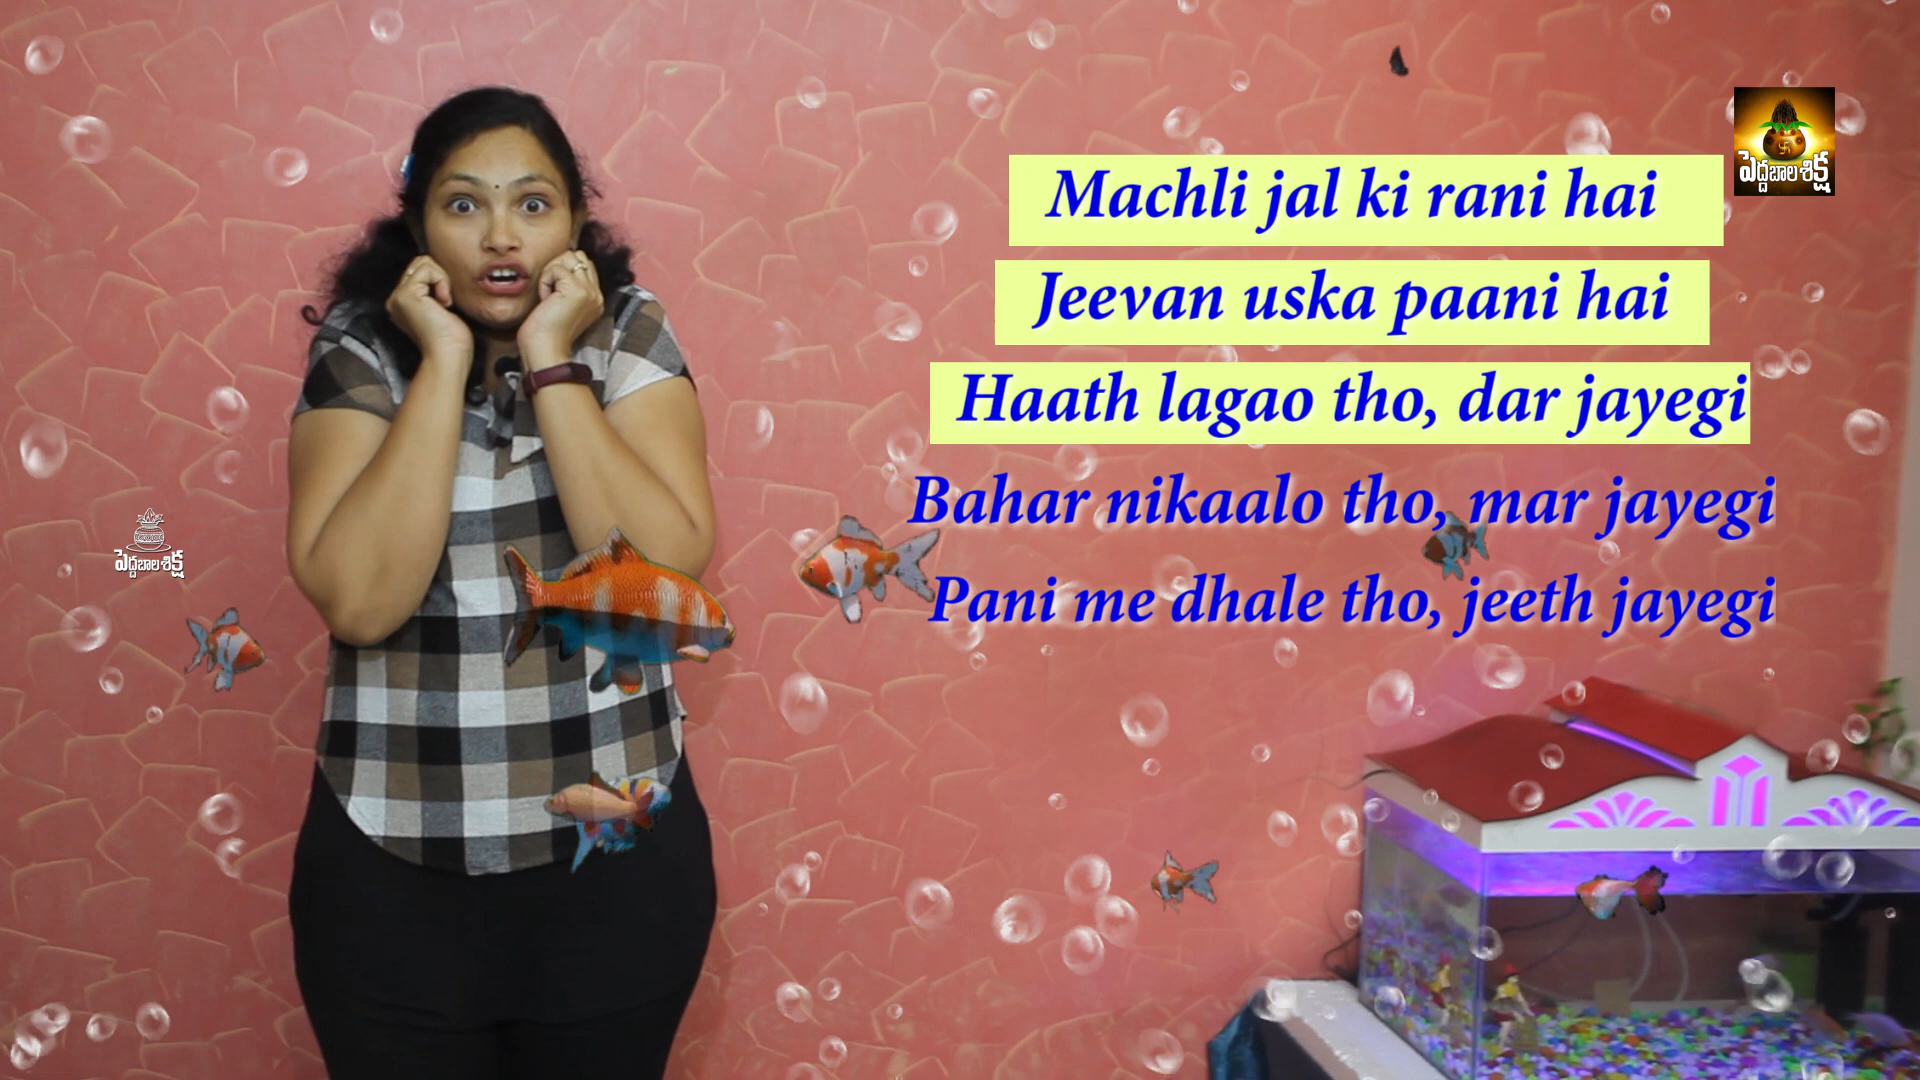 Machli jal ki rani hai
Jeevan uska paani hai
Haath lagao tho, dar jayegi
Bahar nikaalo tho, mar jayegi
Pani me dhale tho, jeeth jayegi
పెద్దబాలశిక్ష
పెద్దబాలశిక్ష